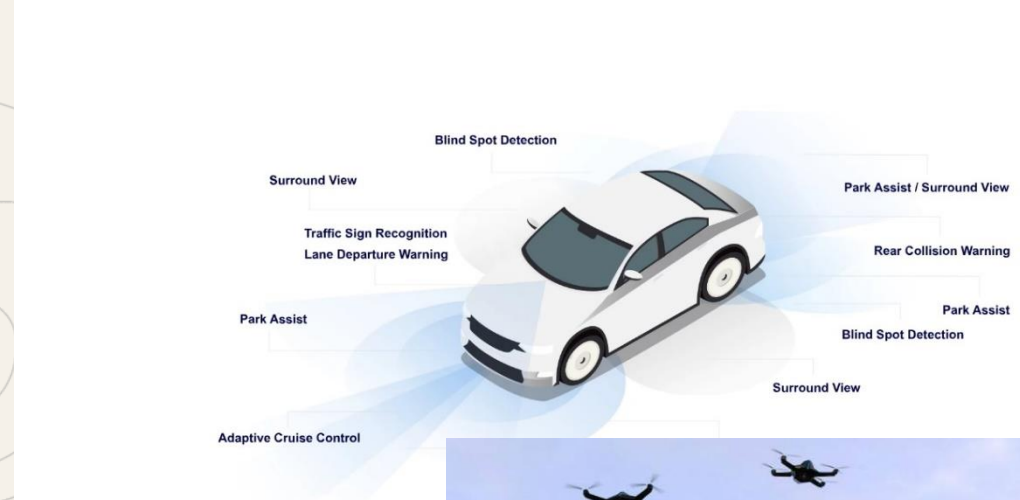 Blind Spot Detection
Surround View
Park Assist / Surround View
Traffic Sign Recognition
Lane Departure Warning
Rear Collision Warning
Park Assist
Park Assist
Blind Spot Detection
Surround View
Adaptive Cruise Control